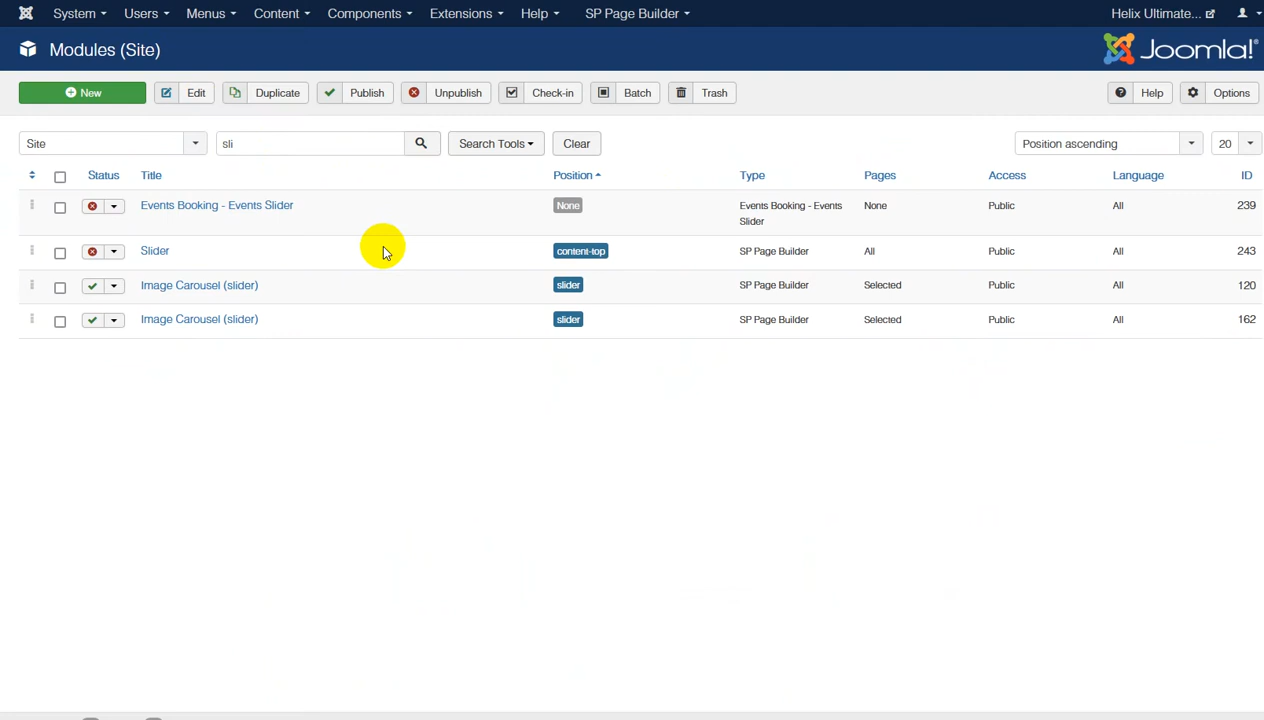 System Users Menus Content Components Extensions Help SP Page Builder Helix Ultimate...
Modules (Site) Joomla!®
New Edit Duplicate Publish Unpublish Check-in Batch Trash Help Options
Site sli Search Tools Clear Position ascending 20
Status Title Position Type Pages Access Language ID
Events Booking - Events Slider None Events Booking - Events None Public All 239
Slider
Slider content-top SP Page Builder All Public All 243
Image Carousel (slider) slider SP Page Builder Selected Public All 120
Image Carousel (slider) slider SP Page Builder Selected Public All 162